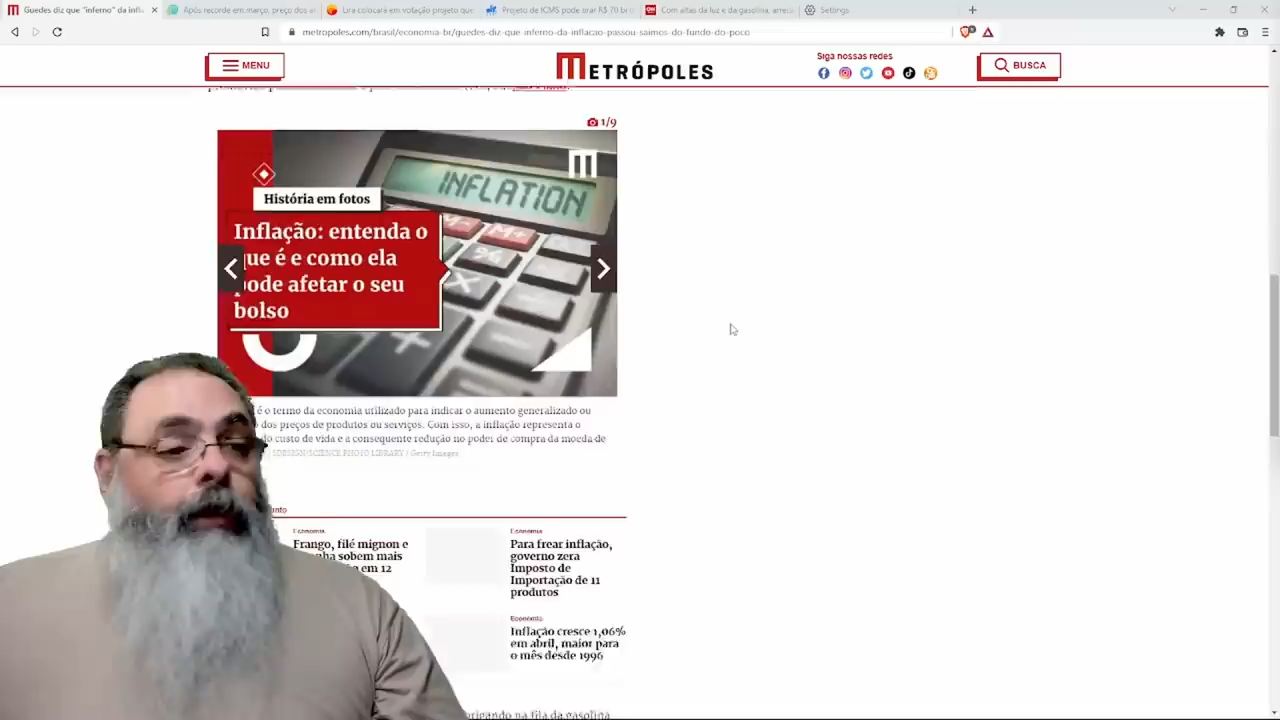 Guedes diz que "inferno" da infl
Após recorde em março, preço dos al
Lira colocará em votação projeto que
Projeto de ICMS pode tirar R$ 70 bi o
Com altas da luz e da gasolina, arreca
Settings
metropoles.com/brasil/economia-br/guedes-diz-que-inferno-da-inflacao-passou-saimos-do-fundo-do-poco
MENU
METRÓPOLES
Siga nossas redes
BUSCA
1/9
INFLATION
História em fotos
Inflação: entenda o
que é e como ela
pode afetar o seu
bolso
é o termo da economia utilizado para indicar o aumento generalizado ou
dos preços de produtos ou serviços. Com isso, a inflação representa o
do custo de vida e a consequente redução no poder de compra da moeda de
SDESIGN/SCIENCE PHOTO LIBRARY / Getty Images
unto
Economia
Frango, filé mignon e
nha sobem mais
em 12
Economia
Para frear inflação,
governo zera
Imposto de
Importação de 11
produtos
Economia
Inflação cresce 1,06%
em abril, maior para
o mês desde 1996
brigando na fila da gasolina